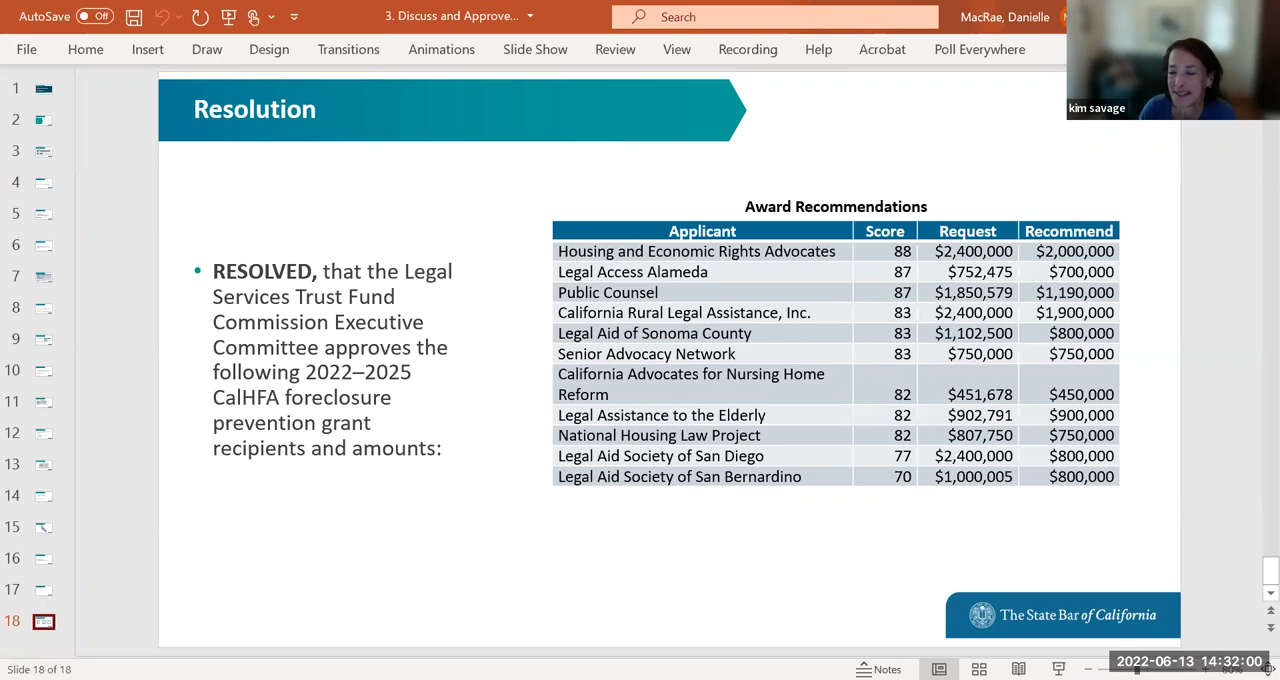 AutoSave Off 3. Discuss and Approve... Search MacRae, Danielle
File Home Insert Draw Design Slide Show Transitions Animations Review View Recording Help Acrobat Poll Everywhere
kim savage
1
2
3
4
5
6
7
8
9
10
11
12
13
14
15
16
17
18
Resolution
• RESOLVED, that the Legal
Services Trust Fund
Commission Executive
Committee approves the
following 2022–2025
CalHFA foreclosure
prevention grant
recipients and amounts:
Award Recommendations
Applicant Score Request Recommend
Housing and Economic Rights Advocates 88 $2,400,000 $2,000,000
Legal Access Alameda 87 $752,475 $700,000
Public Counsel 87 $1,850,579 $1,190,000
California Rural Legal Assistance, Inc. 83 $2,400,000 $1,900,000
Legal Aid of Sonoma County 83 $1,102,500 $800,000
Senior Advocacy Network 83 $750,000 $750,000
California Advocates for Nursing Home
Reform 82 $451,678 $450,000
Legal Assistance to the Elderly 82 $902,791 $900,000
National Housing Law Project 82 $807,750 $750,000
Legal Aid Society of San Diego 77 $2,400,000 $800,000
Legal Aid Society of San Bernardino 70 $1,000,005 $800,000
The State Bar of California
Slide 18 of 18 Notes
2022-06-13 14:32:00